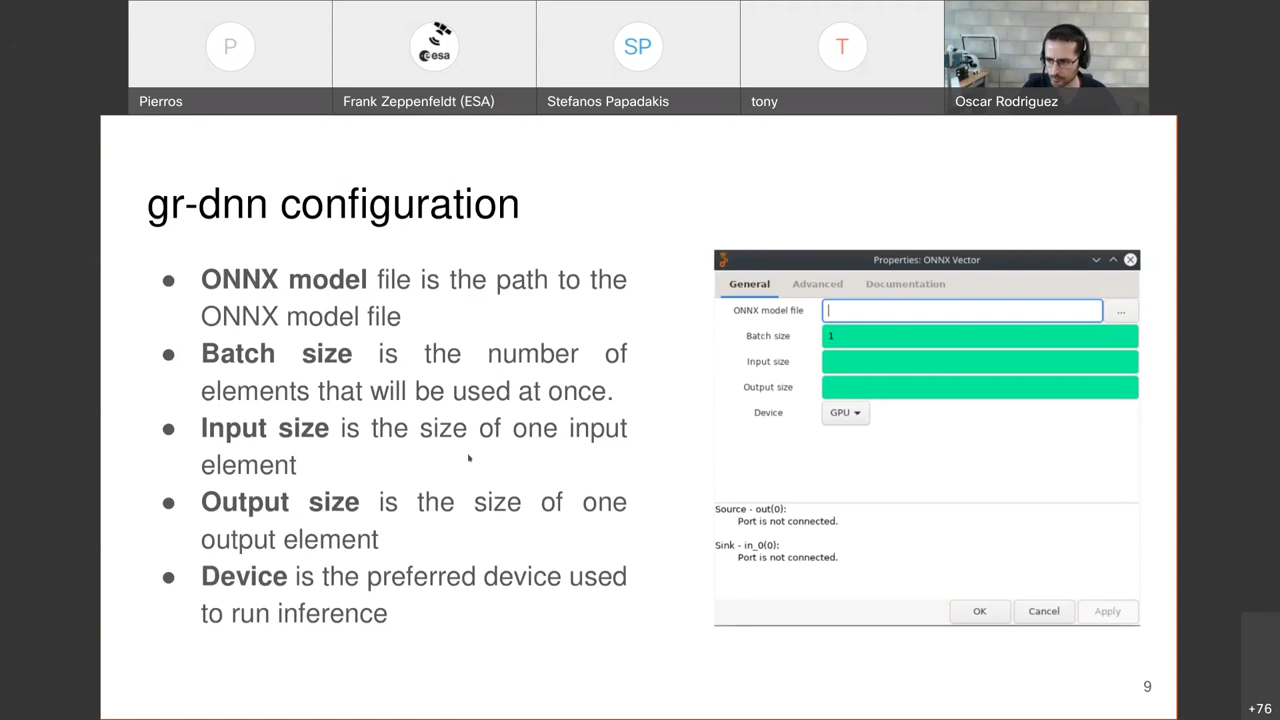 P
esa
SP
T
Pierros
Frank Zeppenfeldt (ESA)
Stefanos Papadakis
tony
Oscar Rodriguez
gr-dnn configuration
● ONNX model file is the path to the
ONNX model file
● Batch size is the number of
elements that will be used at once.
● Input size is the size of one input
element
● Output size is the size of one
output element
● Device is the preferred device used
to run inference
Properties: ONNX Vector
General Advanced Documentation
ONNX model file ...
Batch size 1
Input size
Output size
Device GPU
Source - out(0):
Port is not connected.
Sink - in_0(0):
Port is not connected.
OK Cancel Apply
9
+76